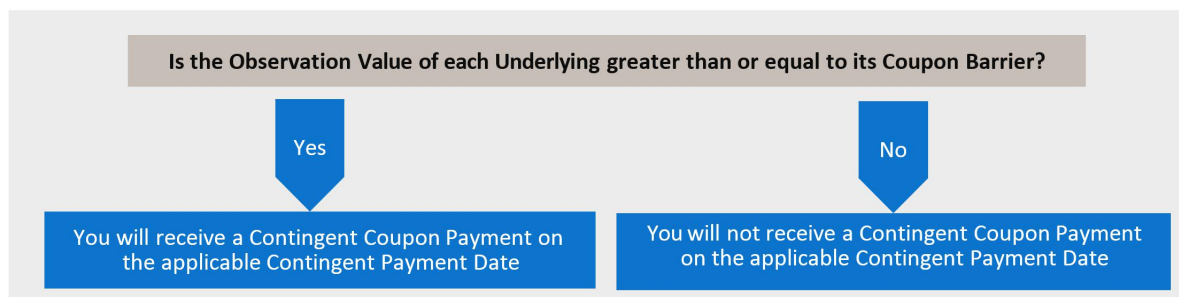 Is the Observation Value of each Underlying greater than or equal to its Coupon Barrier?
Yes
No
You will receive a Contingent Coupon Payment on
the applicable Contingent Payment Date
You will not receive a Contingent Coupon Payment
on the applicable Contingent Payment Date